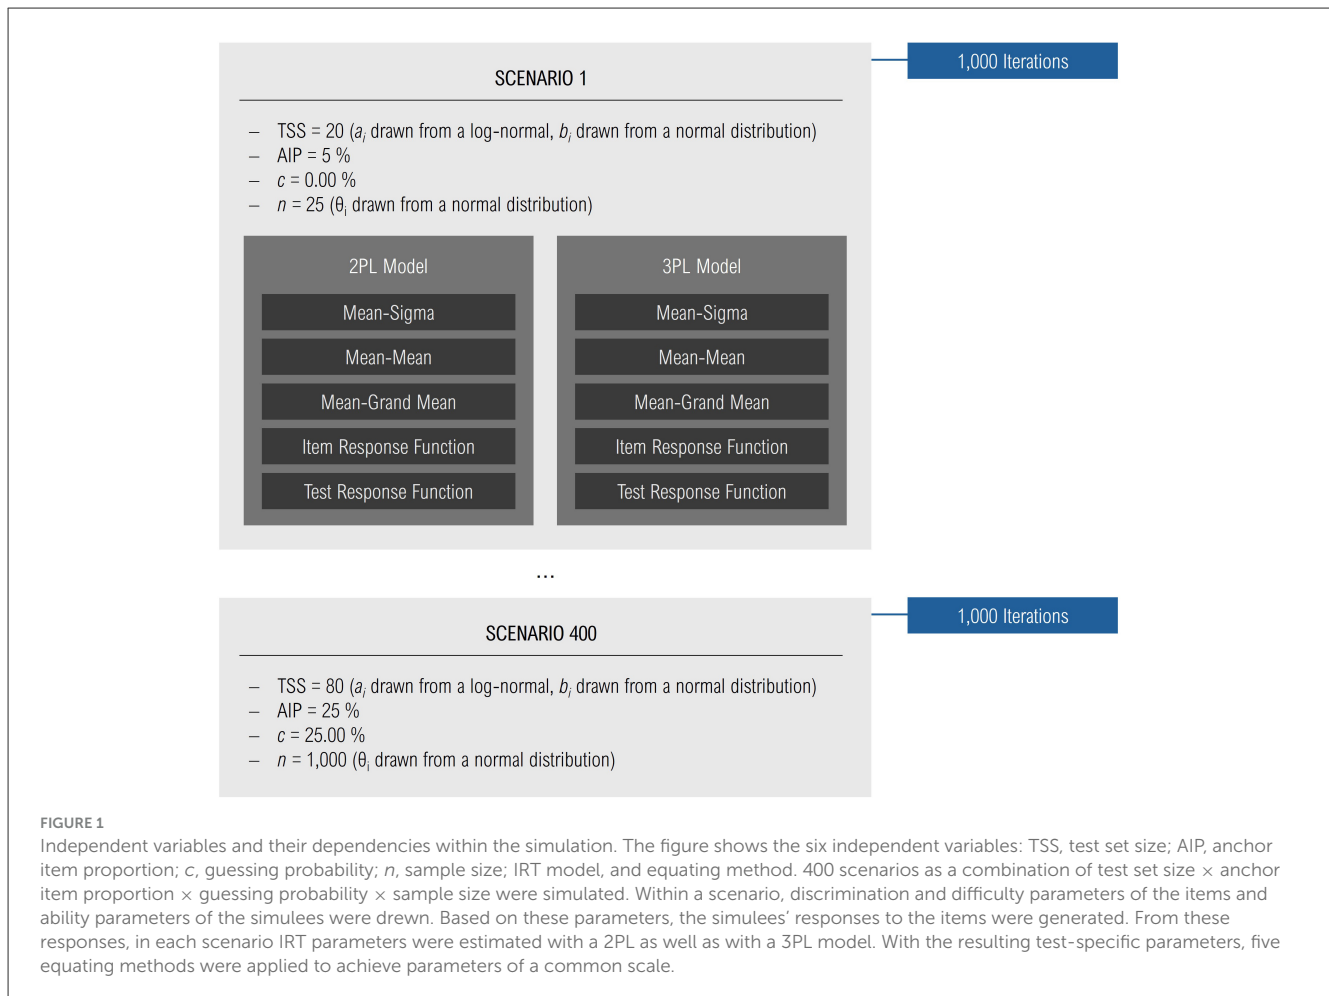 SCENARIO 1
1,000 Iterations
– TSS = 20 (ai drawn from a log-normal, bi drawn from a normal distribution)
– AIP = 5 %
– c = 0.00 %
– n = 25 (θi drawn from a normal distribution)
2PL Model
Mean-Sigma
Mean-Mean
Mean-Grand Mean
Item Response Function
Test Response Function
3PL Model
Mean-Sigma
Mean-Mean
Mean-Grand Mean
Item Response Function
Test Response Function
...
SCENARIO 400
1,000 Iterations
– TSS = 80 (ai drawn from a log-normal, bi drawn from a normal distribution)
– AIP = 25 %
– c = 25.00 %
– n = 1,000 (θi drawn from a normal distribution)
FIGURE 1
Independent variables and their dependencies within the simulation. The figure shows the six independent variables: TSS, test set size; AIP, anchor
item proportion; c, guessing probability; n, sample size; IRT model, and equating method. 400 scenarios as a combination of test set size × anchor
item proportion × guessing probability × sample size were simulated. Within a scenario, discrimination and difficulty parameters of the items and
ability parameters of the simulees were drewn. Based on these parameters, the simulees' responses to the items were generated. From these
responses, in each scenario IRT parameters were estimated with a 2PL as well as with a 3PL model. With the resulting test-specific parameters, five
equating methods were applied to achieve parameters of a common scale.